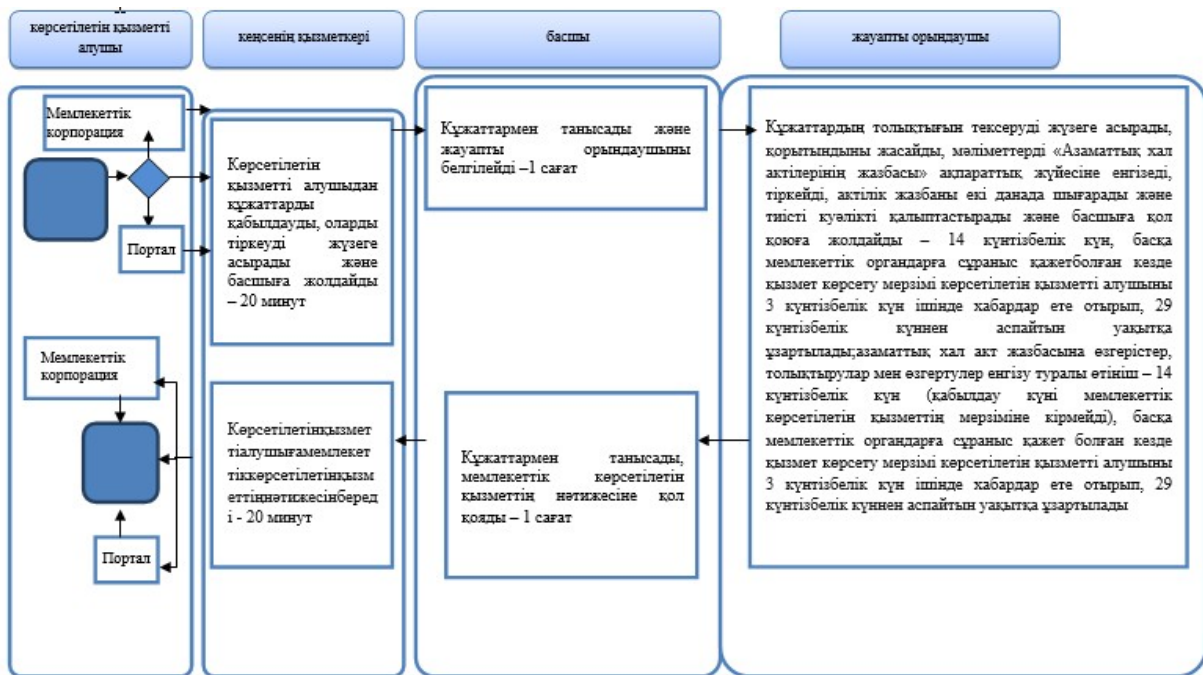 көрсетілетін қызметті
алушы
кеңсенің қызметкері
басшы
жауапты орындаушы
Мемлекеттік
корпорация
Портал
Көрсетілетін
қызметті алушыдан
құжаттарды
қабылдауды, оларды
тіркеуді жүзеге
асырады және
басшыға жолдайды
– 20 минут
Құжаттармен танысады және
жауапты орындаушыны
белгілейді –1 сағат
Құжаттардың толықтығын тексеруді жүзеге асырады,
қорытындыны жасайды, мәліметтерді «Азаматтық хал
актілерінің жазбасы» ақпараттық жүйесіне енгізеді,
тіркейді, актілік жазбаны екі данада шығарады және
тиісті куәлікті қалыптастырады және басшыға қол
қоюға жолдайды – 14 күнтізбелік күн, басқа
мемлекеттік органдарға сұраныс қажетболған кезде
қызмет көрсету мерзімі көрсетілетін қызметті алушыны
3 күнтізбелік күн ішінде хабардар ете отырып, 29
күнтізбелік күннен аспайтын уақытқа
ұзартылады;азаматтық хал акт жазбасына өзгерістер,
толықтырулар мен өзгертулер енгізу туралы өтініш – 14
күнтізбелік күн (қабылдау күні мемлекеттік
көрсетілетін қызметтің мерзіміне кірмейді), басқа
мемлекеттік органдарға сұраныс қажет болған кезде
қызмет көрсету мерзімі көрсетілетін қызметті алушыны
3 күнтізбелік күн ішінде хабардар ете отырып, 29
күнтізбелік күннен аспайтын уақытқа ұзартылады
Мемлекеттік
корпорация
Портал
Көрсетілетінқызмет
тіалушығамемлекет
тіккөрсетілетінқызм
еттіңнәтижесінберед
і - 20 минут
Құжаттармен танысады,
мемлекеттік көрсетілетін
қызметтің нәтижесіне қол
қояды – 1 сағат